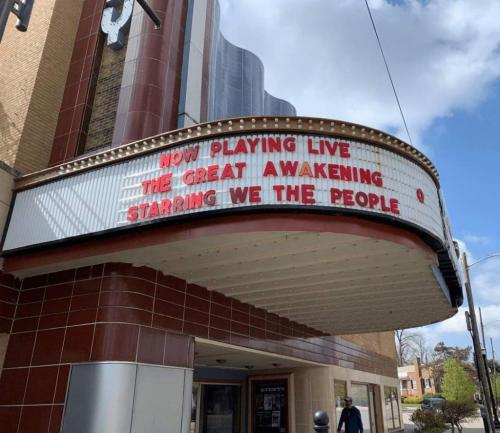 NOW PLAYING LIVE
THE GREAT AWAKENING Q
STARRING WE THE PEOPLE